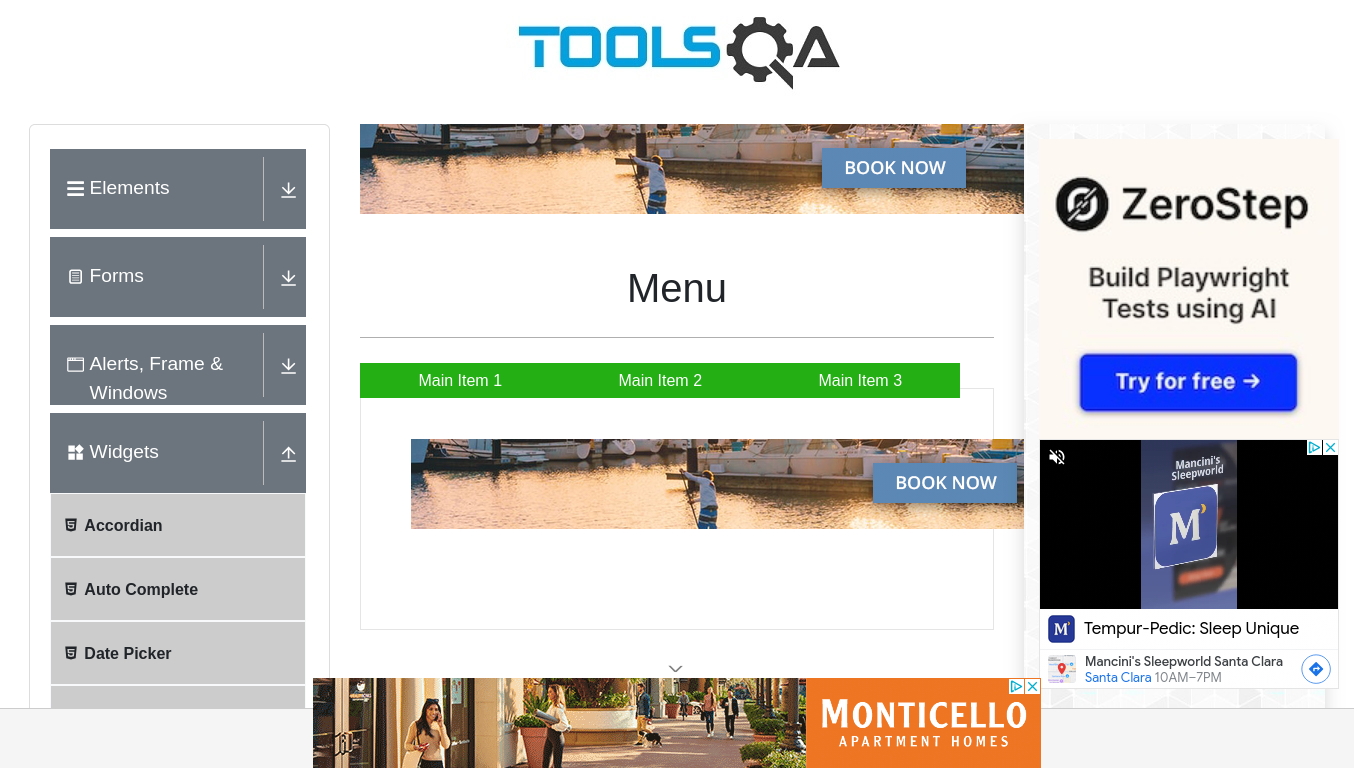 TOOLSQA
Elements
Forms
Alerts, Frame &
Windows
Widgets
Accordian
Auto Complete
Date Picker
BOOK NOW
Menu
Main Item 1
Main Item 2
Main Item 3
BOOK NOW
ZeroStep
Build Playwright
Tests using AI
Try for free →
Mancini's
Sleepworld
M
M
Tempur-Pedic: Sleep Unique
Mancini's Sleepworld Santa Clara
Santa Clara 10AM–7PM
MONTICELLO
APARTMENT HOMES